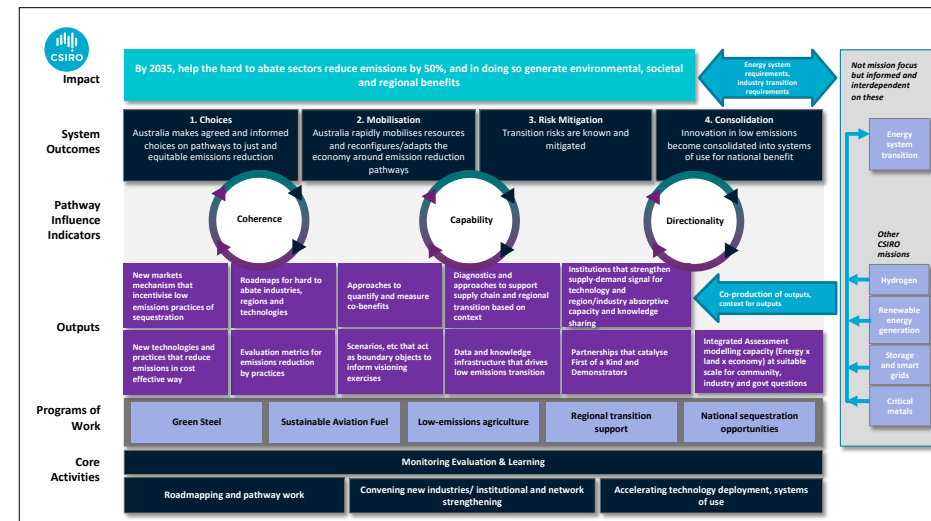 CSIRO
Impact
By 2035, help the hard to abate sectors reduce emissions by 50%, and in doing so generate environmental, societal
and regional benefits
Energy system
requirements,
industry transition
requirements
Not mission focus
but informed and
interdependent
on these
System
Outcomes
1. Choices
Australia makes agreed and informed
choices on pathways to just and
equitable emissions reduction
2. Mobilisation
Australia rapidly mobilises resources
and reconfigures/adapts the
economy around emission reduction
pathways
3. Risk Mitigation
Transition risks are known and
mitigated
4. Consolidation
Innovation in low emissions
become consolidated into systems
of use for national benefit
Energy
system
transition
Pathway
Influence
Indicators
Coherence
Capability
Directionality
Other
CSIRO
missions
Outputs
New markets
mechanism that
incentivise low
emissions practices of
sequestration
Roadmaps for hard to
abate industries,
regions and
technologies
Approaches to
quantify and measure
co-benefits
Diagnostics and
approaches to support
supply chain and regional
transition based on
context
Institutions that strengthen
supply-demand signal for
technology and
region/industry absorptive
capacity and knowledge
sharing
Co-production of outputs,
context for outputs
Hydrogen
Renewable
energy
generation
Storage
and smart
grids
Critical
metals
New technologies and
practices that reduce
emissions in cost
effective way
Evaluation metrics for
emissions reduction by
practices
Scenarios, etc that act
as boundary objects to
inform visioning
exercises
Data and knowledge
infrastructure that drives
low emissions transition
Partnerships that catalyse
First of a Kind and
Demonstrators
Integrated Assessment
modelling capacity (Energy x
land x economy) at suitable
scale for community,
industry and govt questions
Programs of
Work
Green Steel
Sustainable Aviation Fuel
Low-emissions agriculture
Regional transition
support
National sequestration
opportunities
Core
Activities
Monitoring Evaluation & Learning
Roadmapping and pathway work
Convening new industries/ institutional and network
strengthening
Accelerating technology deployment, systems
of use